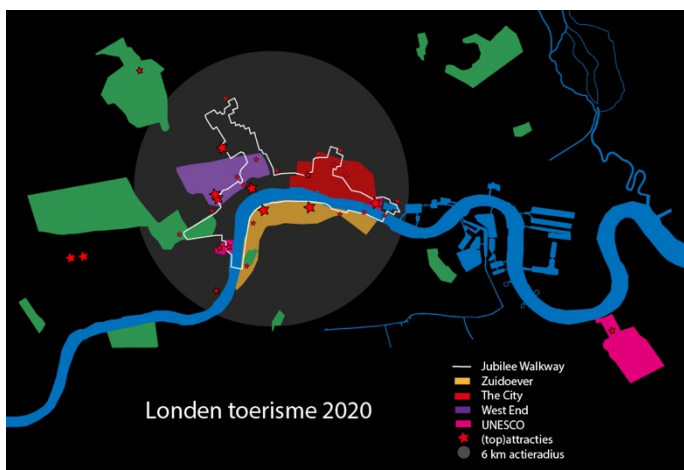 Jubilee Walkway
Zuidoever
The City
West End
UNESCO
(top)attracties
6 km actieradius
Londen toerisme 2020